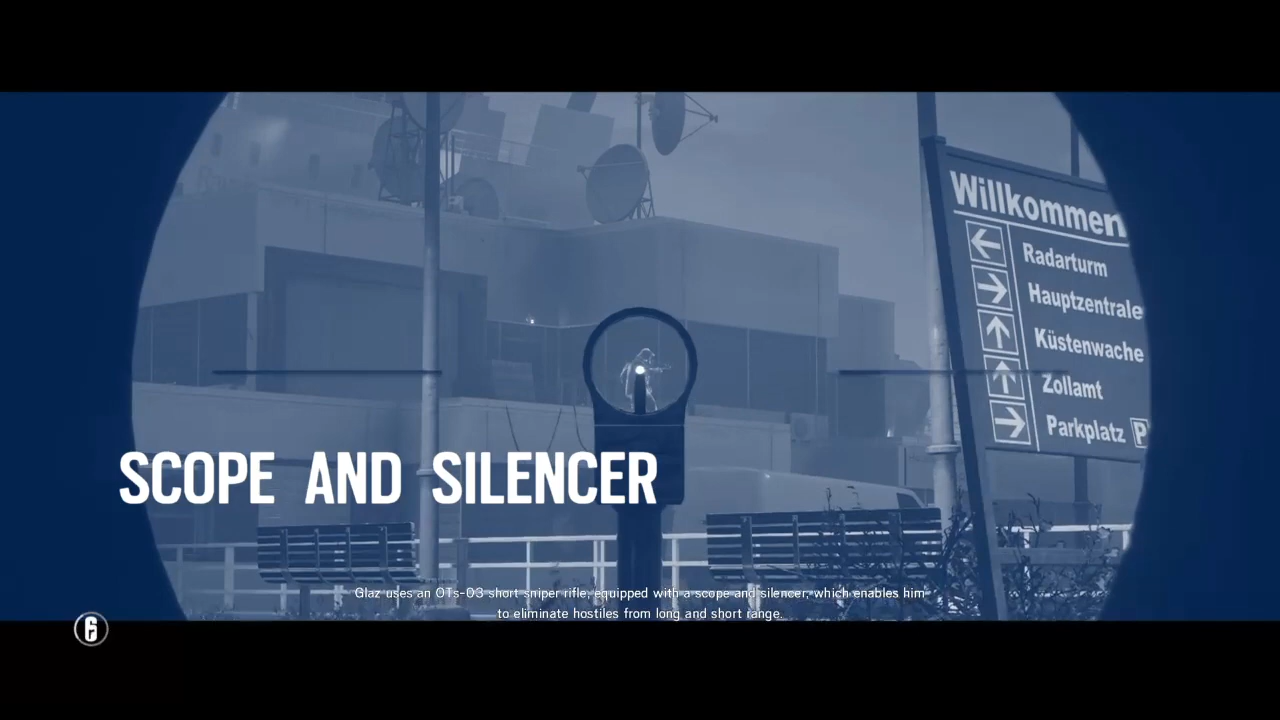 Willkommen
Radarturm
Hauptzentrale
Küstenwache
Zollamt
Parkplatz P
SCOPE AND SILENCER
Glaz uses an OTs-03 short sniper rifle, equipped with a scope and silencer, which enables him
to eliminate hostiles from long and short range.
6